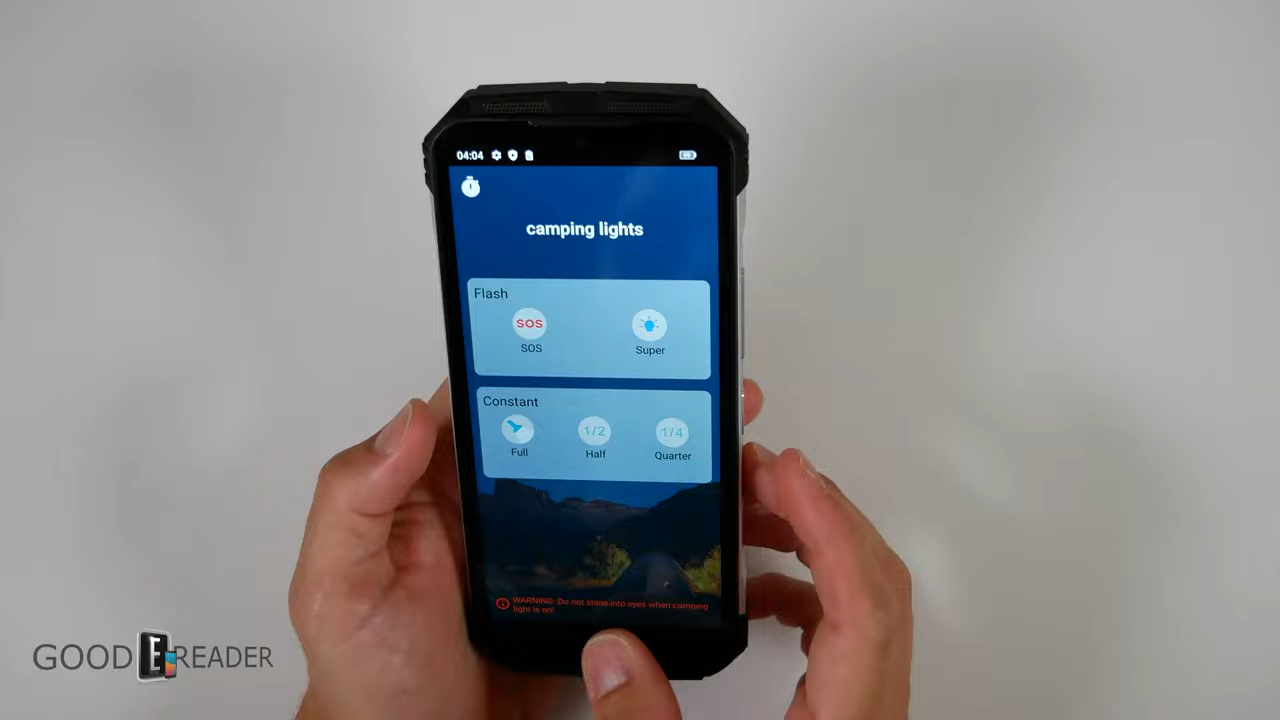 04:04
camping lights
Flash
SOS
SOS
Super
Constant
1/2
1/4
Full
Half
Quarter
WARNING: Do not shine into eyes when camping
light is on!
GOOD E READER